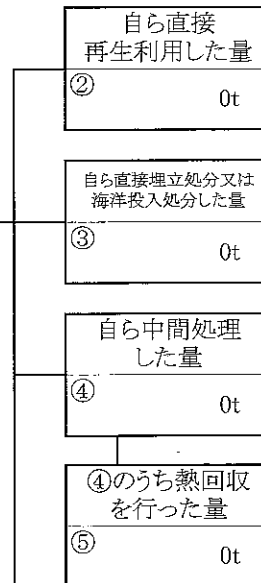 自ら直接
再生利用した量
②
0t
自ら直接埋立処分又は
海洋投入処分した量
③
0t
自ら中間処理
した量
④
0t
④のうち熱回収
を行った量
⑤
0t